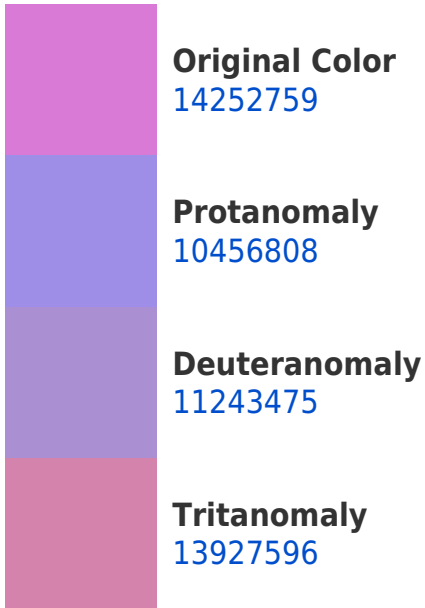 Original Color
14252759
Protanomaly
10456808
Deuteranomaly
11243475
Tritanomaly
13927596